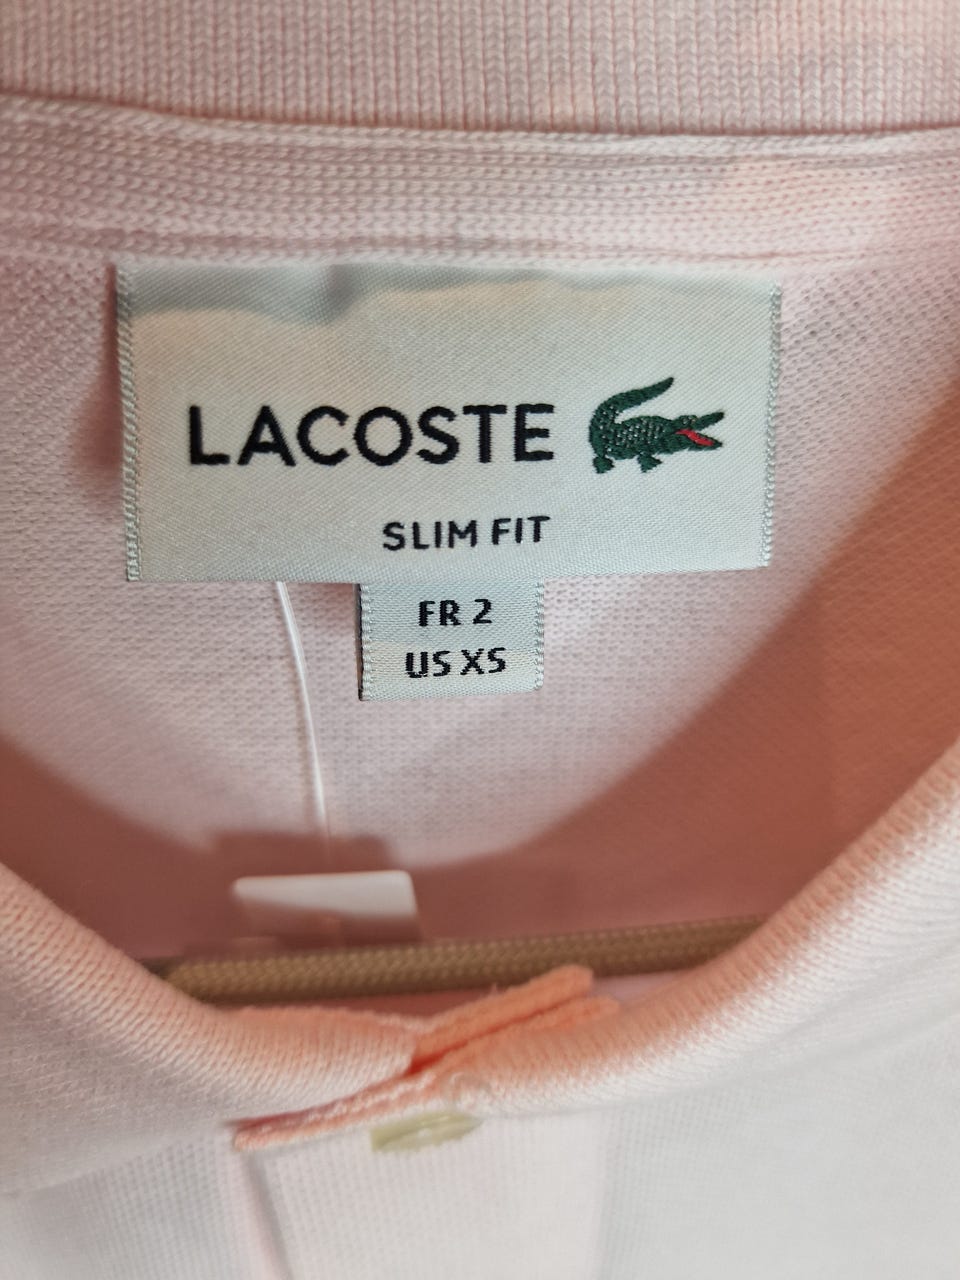 LACOSTE
SLIM FIT
FR 2
US XS